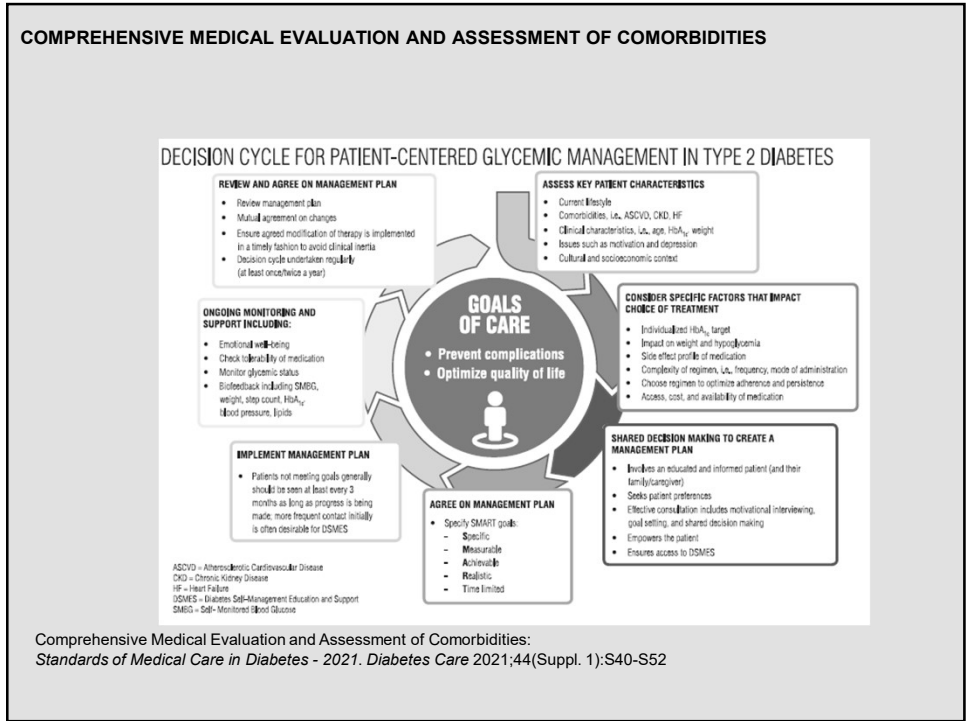 COMPREHENSIVE MEDICAL EVALUATION AND ASSESSMENT OF COMORBIDITIES
DECISION CYCLE FOR PATIENT-CENTERED GLYCEMIC MANAGEMENT IN TYPE 2 DIABETES
REVIEW AND AGREE ON MANAGEMENT PLAN
• Review management plan
• Mutual agreement on changes
• Ensure agreed modification of therapy is implemented
in a timely fashion to avoid clinical inertia
• Decision cycle undertaken regularly
(at least once/twice a year)
ASSESS KEY PATIENT CHARACTERISTICS
• Current lifestyle
• Comorbidities, i.e., ASCVD, CKD, HF
• Clinical characteristics, i.e., age, HbA1c, weight
• Issues such as motivation and depression
• Cultural and socioeconomic context
ONGOING MONITORING AND
SUPPORT INCLUDING:
• Emotional well-being
• Check tolerability of medication
• Monitor glycemic status
• Biofeedback including SMBG,
weight, step count, HbA1c,
blood pressure, lipids
GOALS
OF CARE
• Prevent complications
• Optimize quality of life
CONSIDER SPECIFIC FACTORS THAT IMPACT
CHOICE OF TREATMENT
• Individualized HbA1c target
• Impact on weight and hypoglycemia
• Side effect profile of medication
• Complexity of regimen, i.e., frequency, mode of administration
• Choose regimen to optimize adherence and persistence
• Access, cost, and availability of medication
IMPLEMENT MANAGEMENT PLAN
• Patients not meeting goals generally
should be seen at least every 3
months as long as progress is being
made; more frequent contact initially
is often desirable for DSMES
AGREE ON MANAGEMENT PLAN
• Specify SMART goals:
- Specific
- Measurable
- Achievable
- Realistic
- Time limited
SHARED DECISION MAKING TO CREATE A
MANAGEMENT PLAN
• Involves an educated and informed patient (and their
family/caregiver)
• Seeks patient preferences
• Effective consultation includes motivational interviewing,
goal setting, and shared decision making
• Empowers the patient
• Ensures access to DSMES
ASCVD = Atherosclerotic Cardiovascular Disease
CKD = Chronic Kidney Disease
HF = Heart Failure
DSMES = Diabetes Self-Management Education and Support
SMBG = Self- Monitored Blood Glucose
Comprehensive Medical Evaluation and Assessment of Comorbidities:
Standards of Medical Care in Diabetes - 2021. Diabetes Care 2021;44(Suppl. 1):S40-S52